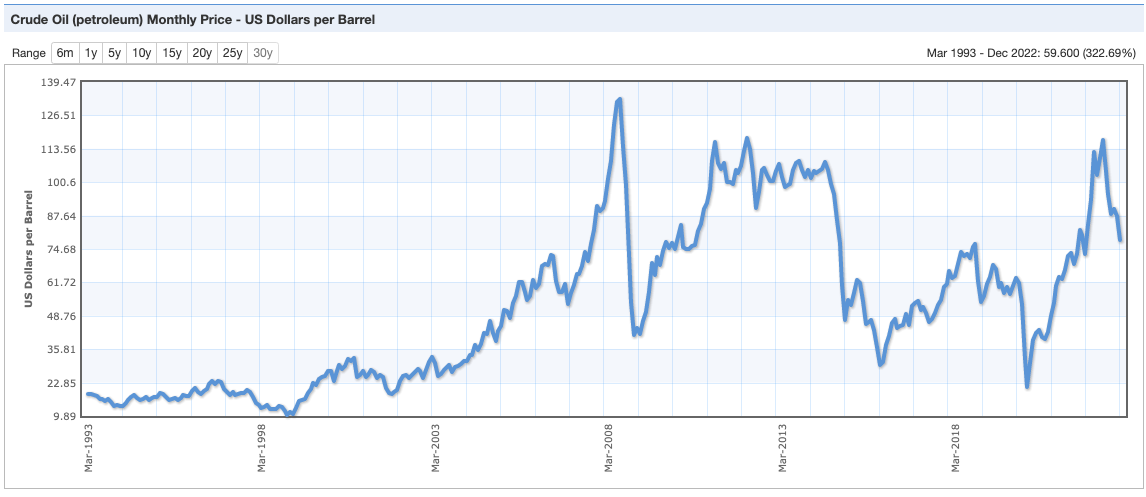 Crude Oil (petroleum) Monthly Price - US Dollars per Barrel
Range 6m 1y 5y 10y 15y 20y 25y 30y
Mar 1993 - Dec 2022: 59.600 (322.69%)
US Dollars per Barrel
139.47
126.51
113.56
100.6
87.64
74.68
61.72
48.76
35.81
22.85
9.89
Mar-1993
Mar-1998
Mar-2003
Mar-2008
Mar-2013
Mar-2018